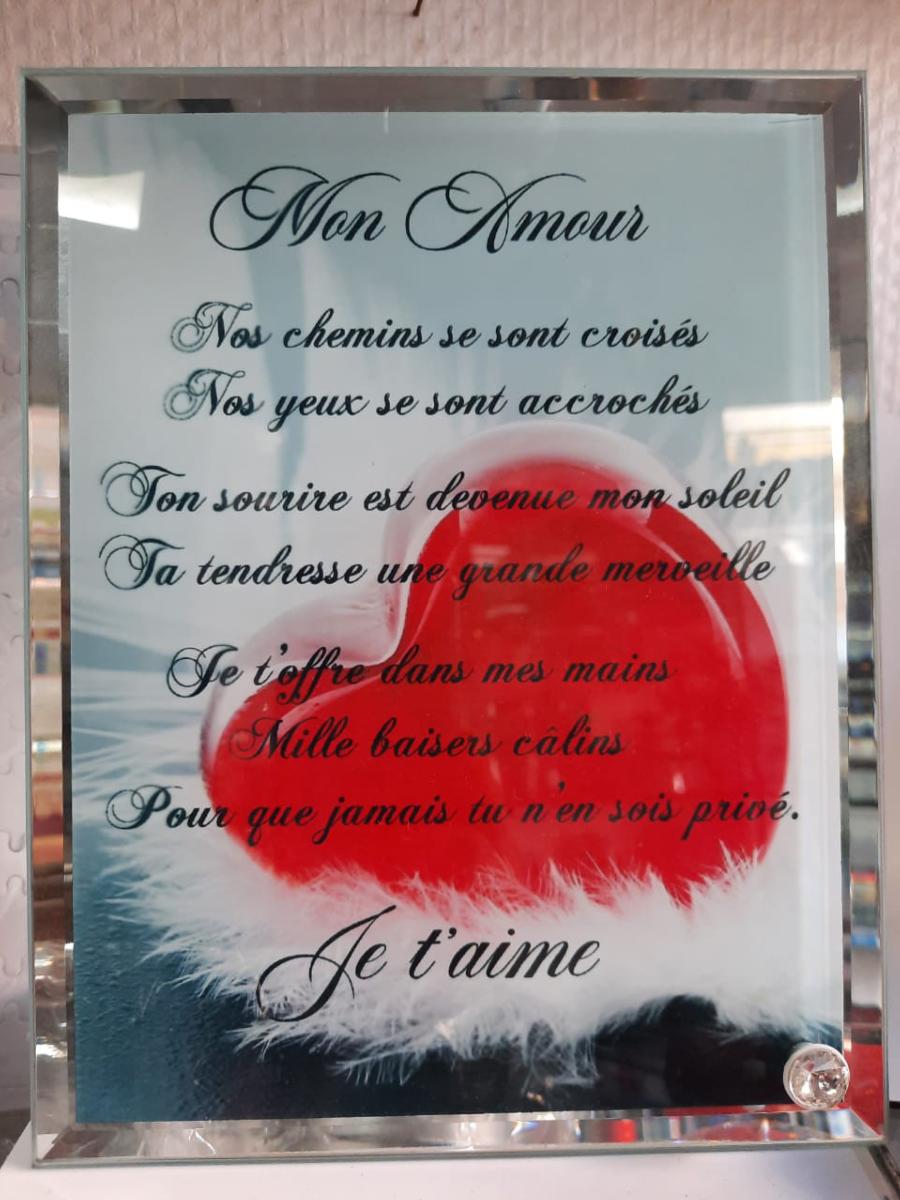 Mon Amour
Nos chemins se sont croisés
Nos yeux se sont accrochés
Ton sourire est devenue mon soleil
Ta tendresse une grande merveille
Je t'offre dans mes mains
Mille baisers câlins
Pour que jamais tu n'en sois privé.
Je t'aime